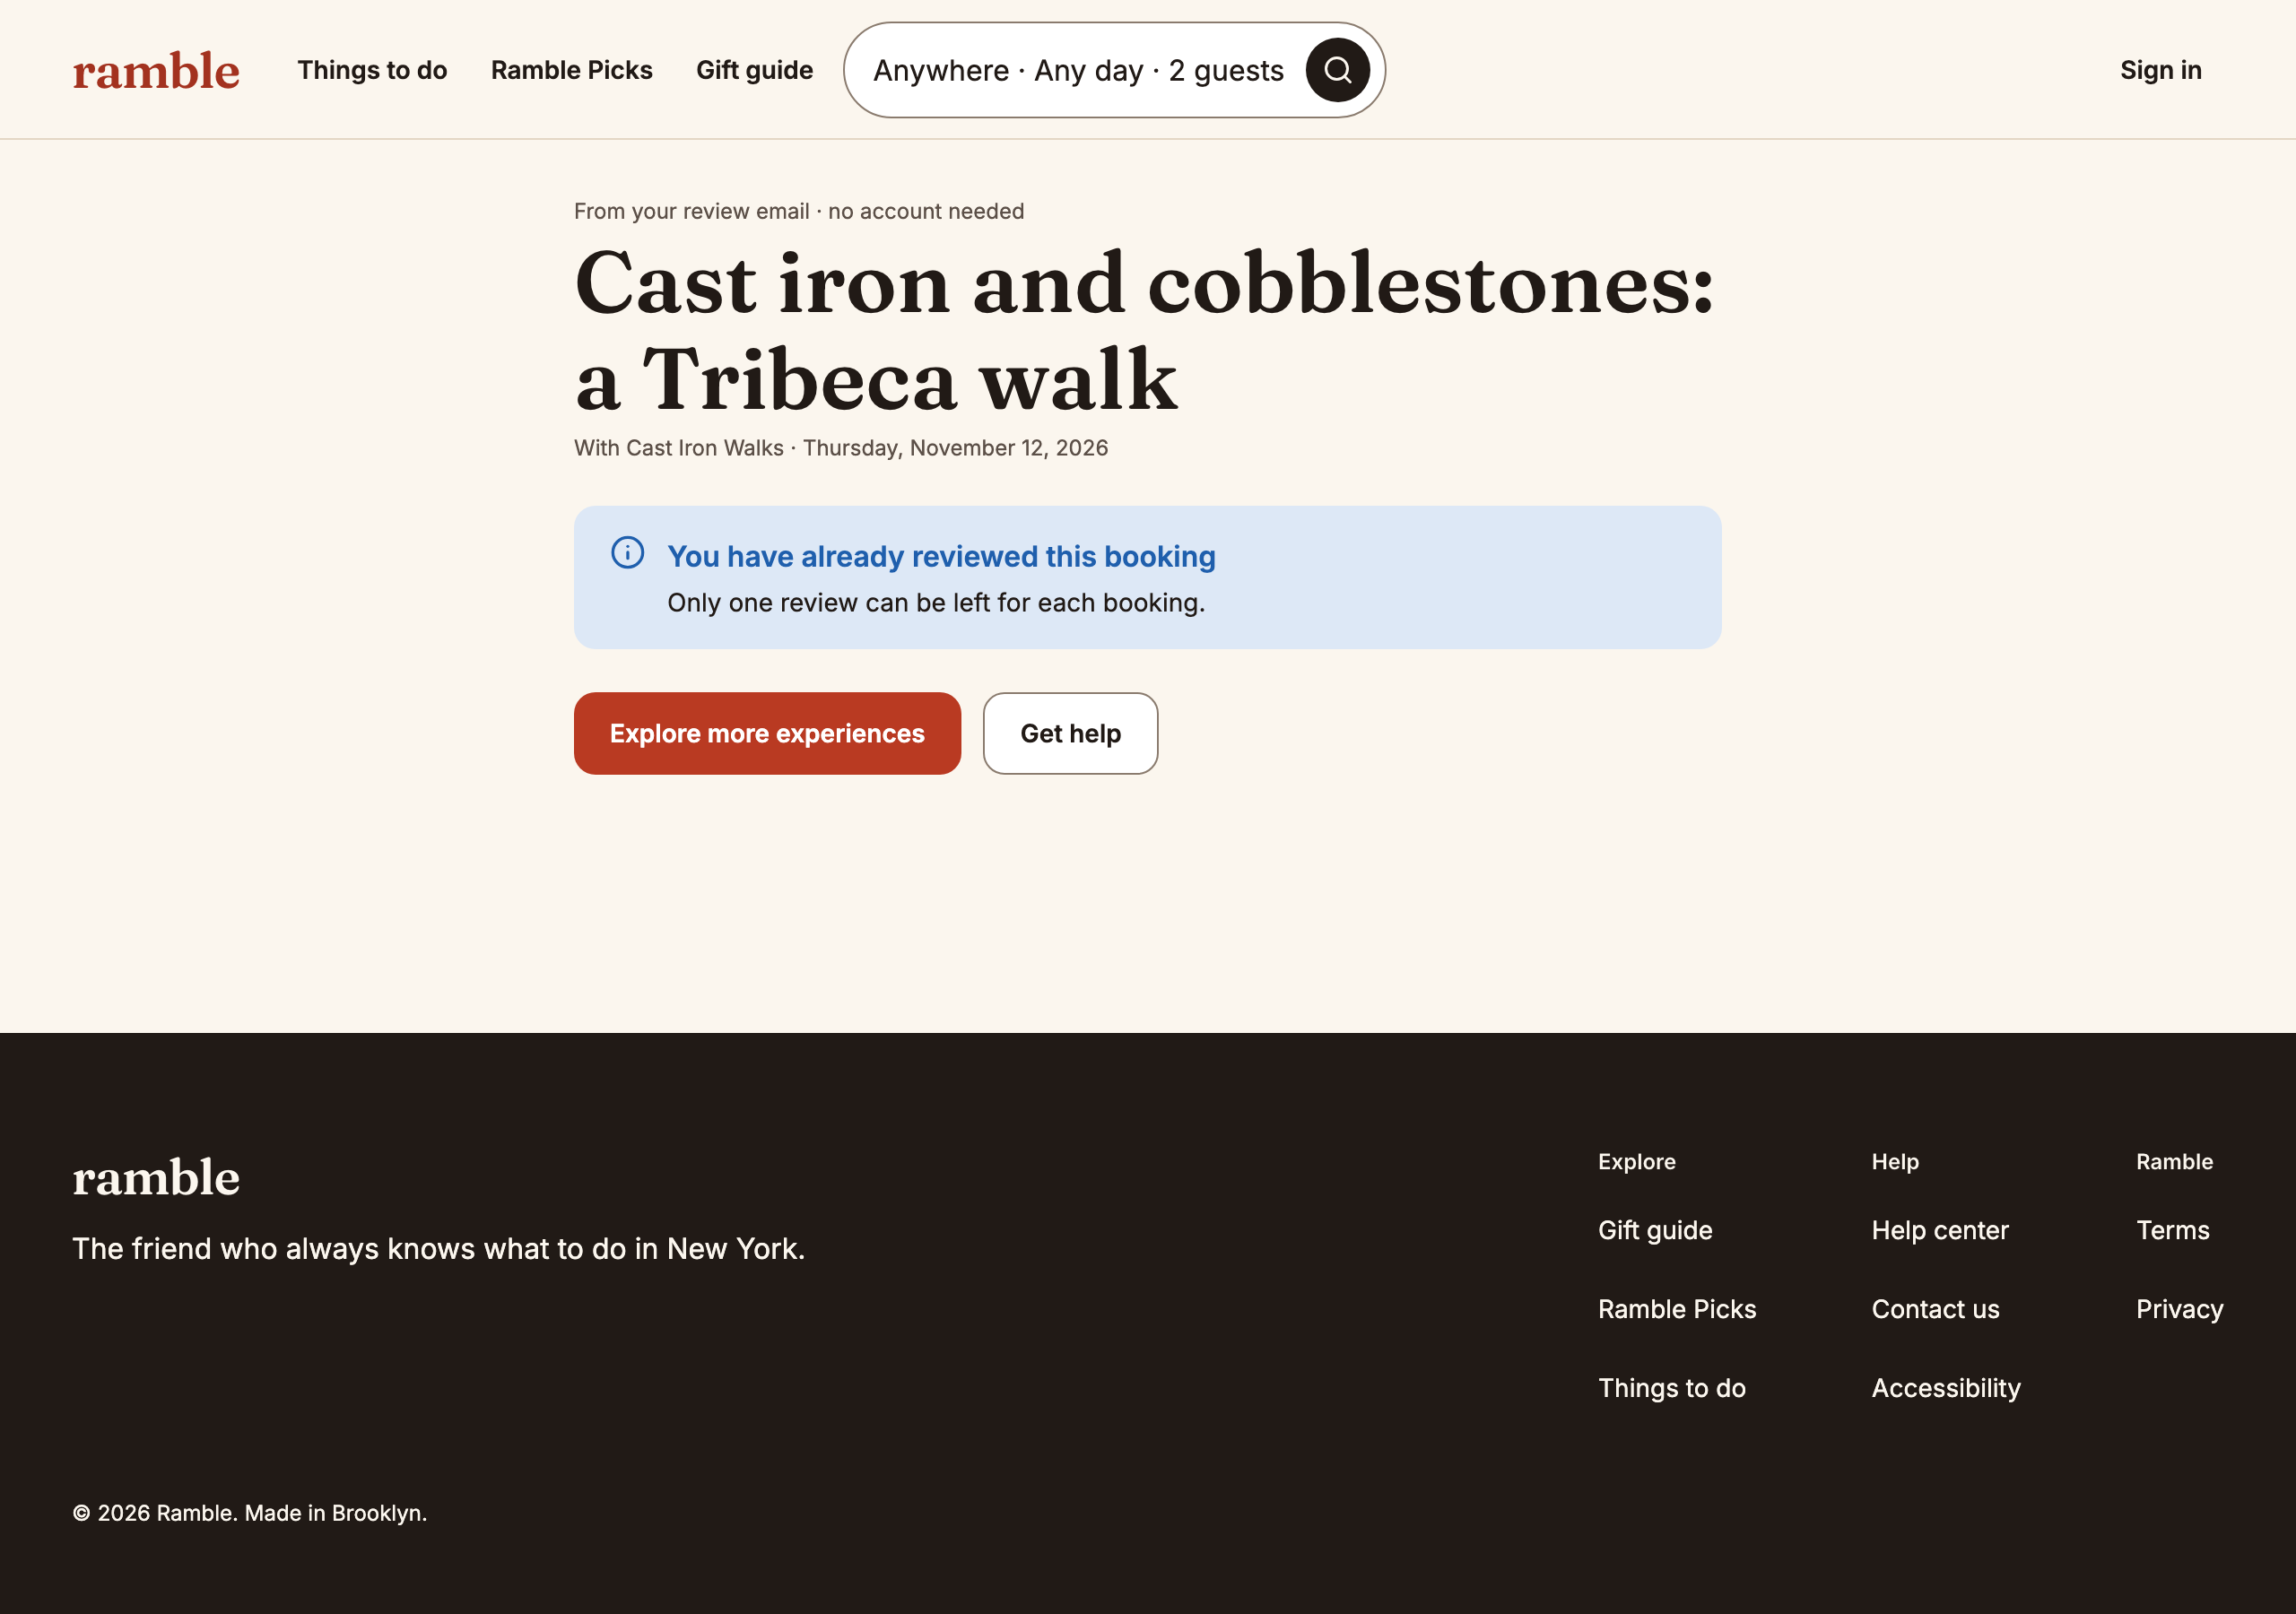 ramble
Things to do
Ramble Picks
Gift guide
Anywhere · Any day · 2 guests
Sign in
From your review email · no account needed
Cast iron and cobblestones:
a Tribeca walk
With Cast Iron Walks · Thursday, November 12, 2026
You have already reviewed this booking
Only one review can be left for each booking.
Explore more experiences
Get help
ramble
The friend who always knows what to do in New York.
Explore
Gift guide
Ramble Picks
Things to do
Help
Help center
Contact us
Accessibility
Ramble
Terms
Privacy
© 2026 Ramble. Made in Brooklyn.